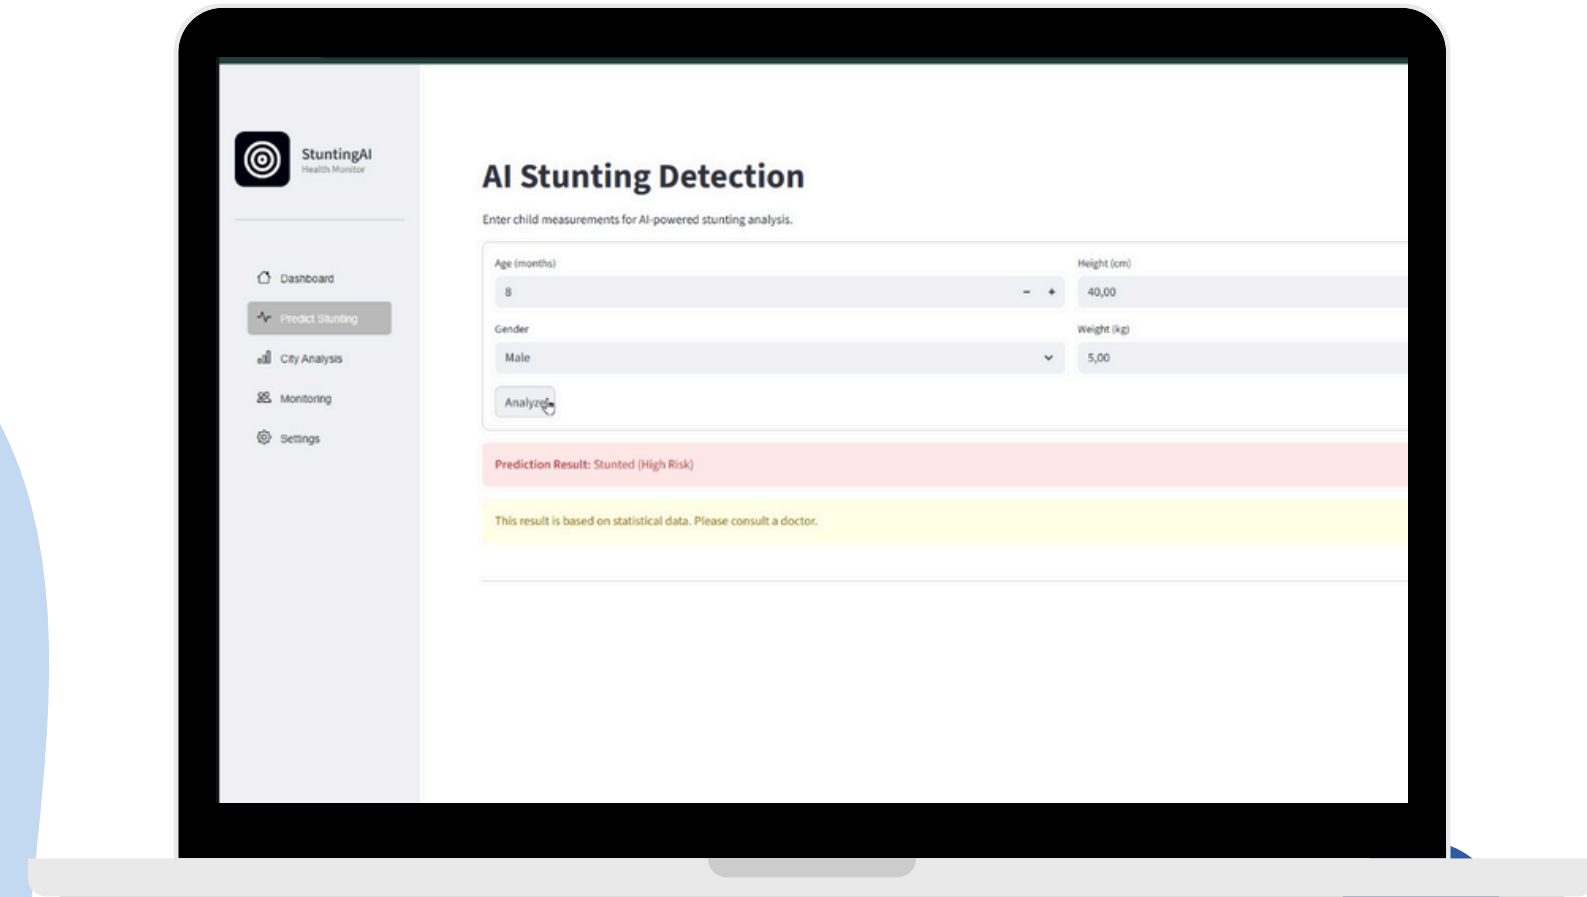 StuntingAI
Health Monitor
Dashboard
Predict Stunting
City Analysis
Monitoring
Settings
AI Stunting Detection
Enter child measurements for AI-powered stunting analysis.
Age (months)
8
- +
Height (cm)
40,00
Gender
Male
Weight (kg)
5,00
Analyze
Prediction Result: Stunted (High Risk)
This result is based on statistical data. Please consult a doctor.